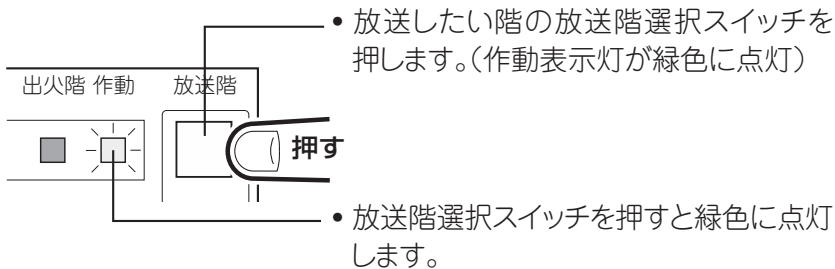 • 放送したい階の放送階選択スイッチを
押します。(作動表示灯が緑色に点灯)
出火階 作動 放送階
押す
• 放送階選択スイッチを押すと緑色に点灯
します。